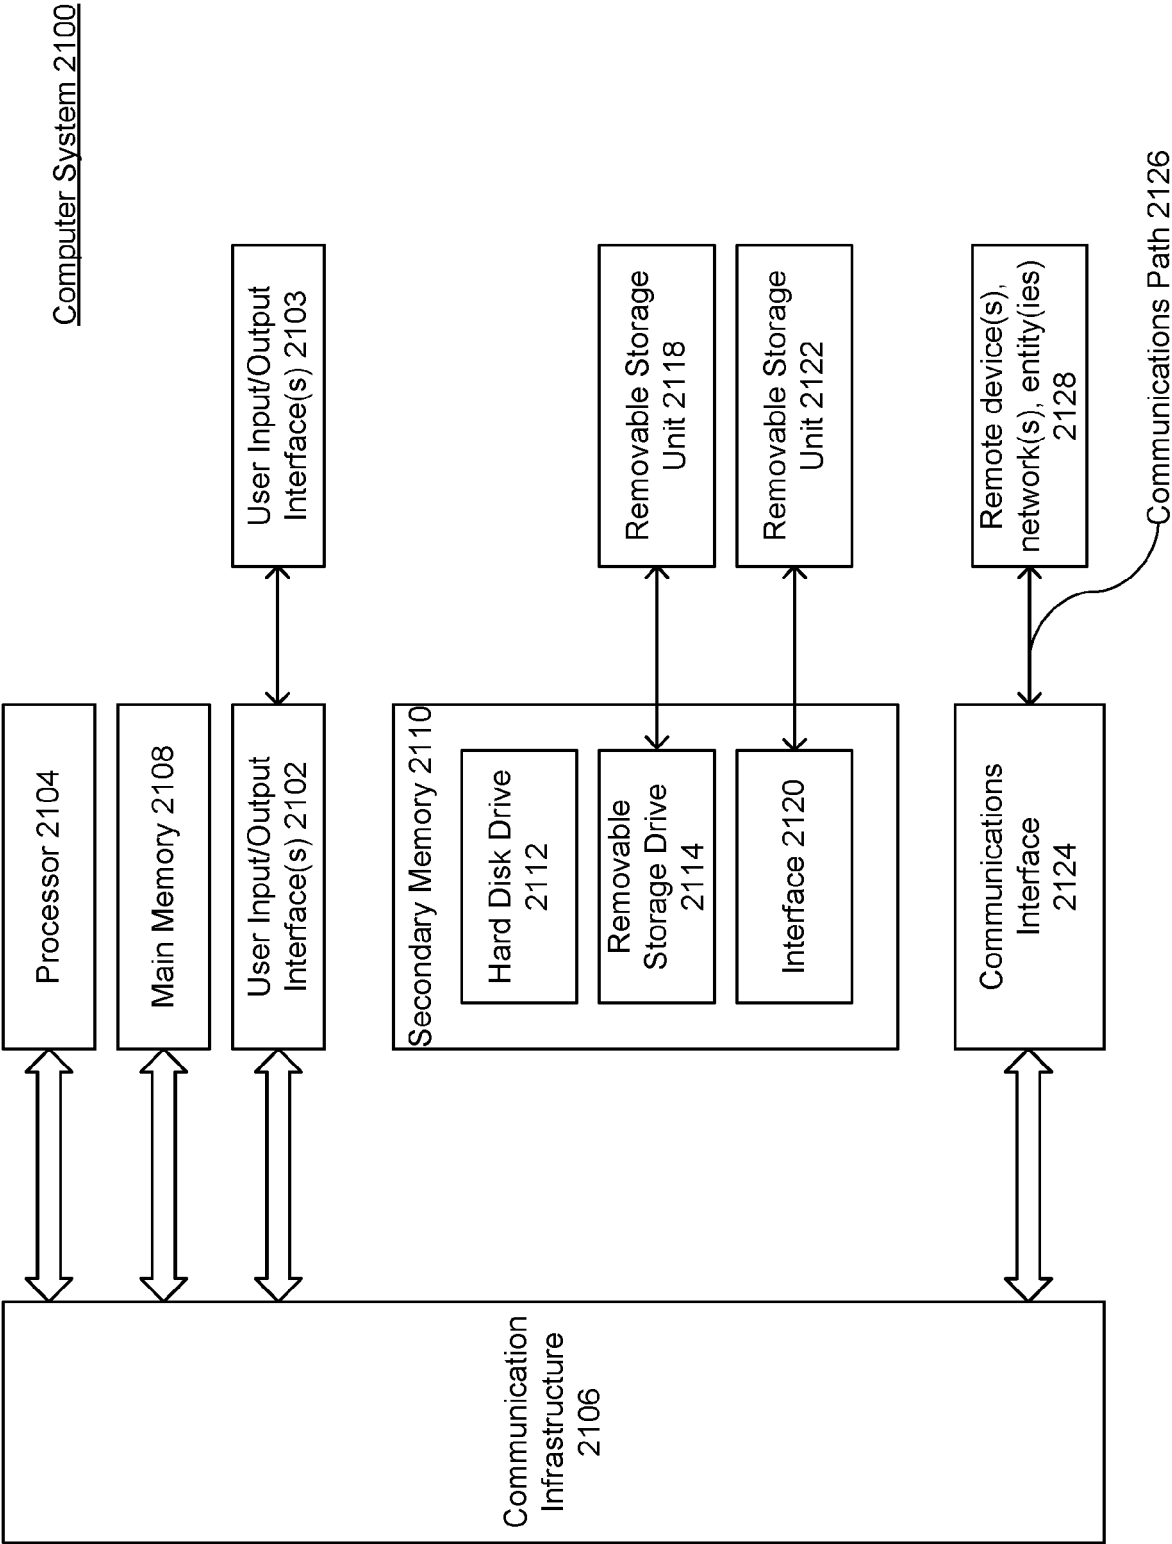 Computer System 2100
Processor 2104
Main Memory 2108
User Input/Output
Interface(s) 2102
User Input/Output
Interface(s) 2103
Secondary Memory 2110
Hard Disk Drive
2112
Removable
Storage Drive
2114
Removable Storage
Unit 2118
Interface 2120
Removable Storage
Unit 2122
Communications
Interface
2124
Remote device(s),
network(s), entity(ies)
2128
Communications Path 2126
Communication
Infrastructure
2106